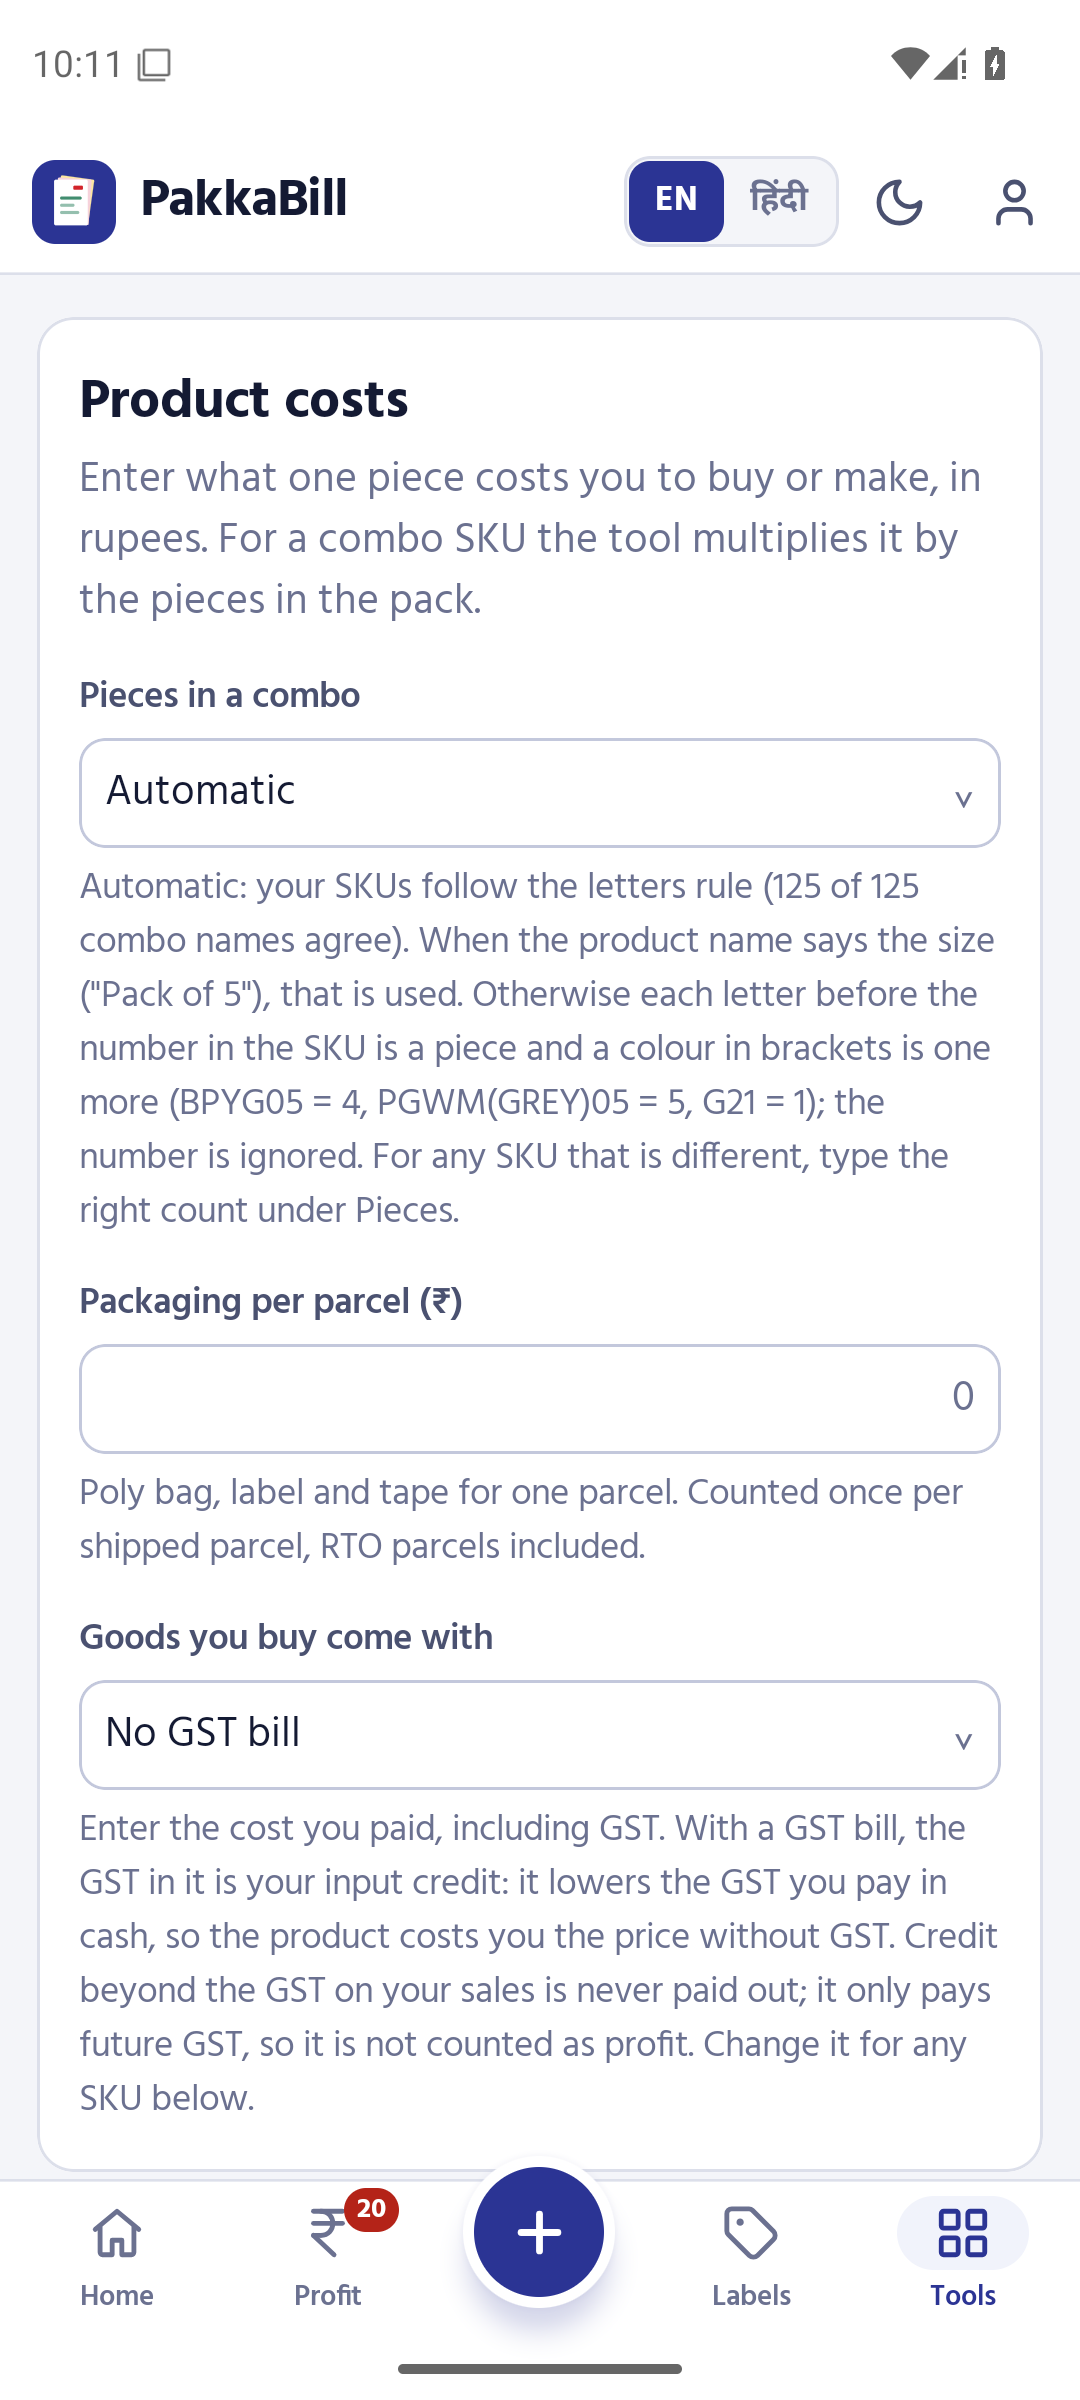 10:11
PakkaBill
EN
हिंदी
Product costs
Enter what one piece costs you to buy or make, in
rupees. For a combo SKU the tool multiplies it by
the pieces in the pack.
Pieces in a combo
Automatic
Automatic: your SKUs follow the letters rule (125 of 125
combo names agree). When the product name says the size
("Pack of 5"), that is used. Otherwise each letter before the
number in the SKU is a piece and a colour in brackets is one
more (BPYG05 = 4, PGWM(GREY)05 = 5, G21 = 1); the
number is ignored. For any SKU that is different, type the
right count under Pieces.
Packaging per parcel (₹)
0
Poly bag, label and tape for one parcel. Counted once per
shipped parcel, RTO parcels included.
Goods you buy come with
No GST bill
Enter the cost you paid, including GST. With a GST bill, the
GST in it is your input credit: it lowers the GST you pay in
cash, so the product costs you the price without GST. Credit
beyond the GST on your sales is never paid out; it only pays
future GST, so it is not counted as profit. Change it for any
SKU below.
20
Home
Profit
Labels
Tools